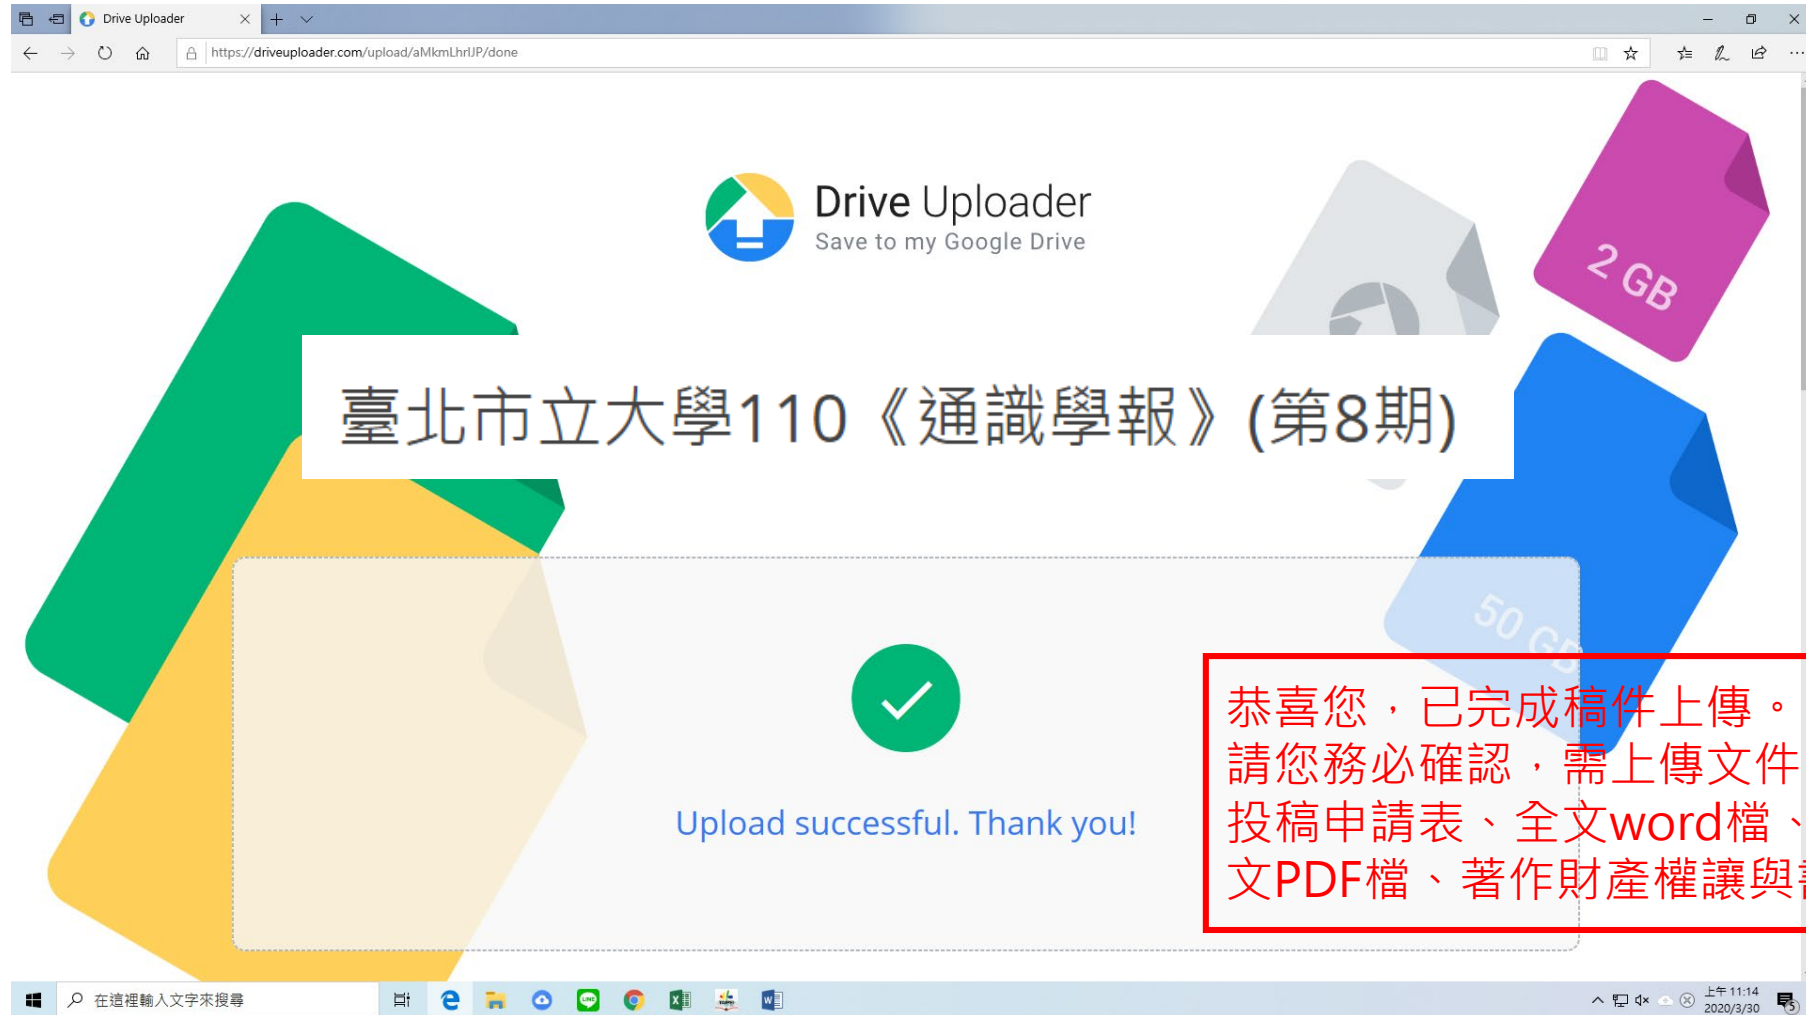 Drive Uploader
https://driveuploader.com/upload/aMkmLhrlJP/done
Drive Uploader
Save to my Google Drive
2 GB
臺北市立大學110《通識學報》(第8期)
50 GB
Upload successful. Thank you!
恭喜您，已完成稿件上傳。
請您務必確認，需上傳文件
投稿申請表、全文word檔、
文PDF檔、著作財產權讓與
在這裡輸入文字來搜尋
LINE
上午 11:14
2020/3/30
5